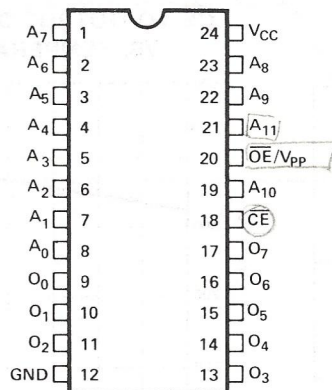 A7 1 24 VCC
A6 2 23 A8
A5 3 22 A9
A4 4 21 A11
A3 5 20 OE/VPP
A2 6 19 A10
A1 7 18 CE
A0 8 17 O7
O0 9 16 O6
O1 10 15 O5
O2 11 14 O4
GND 12 13 O3